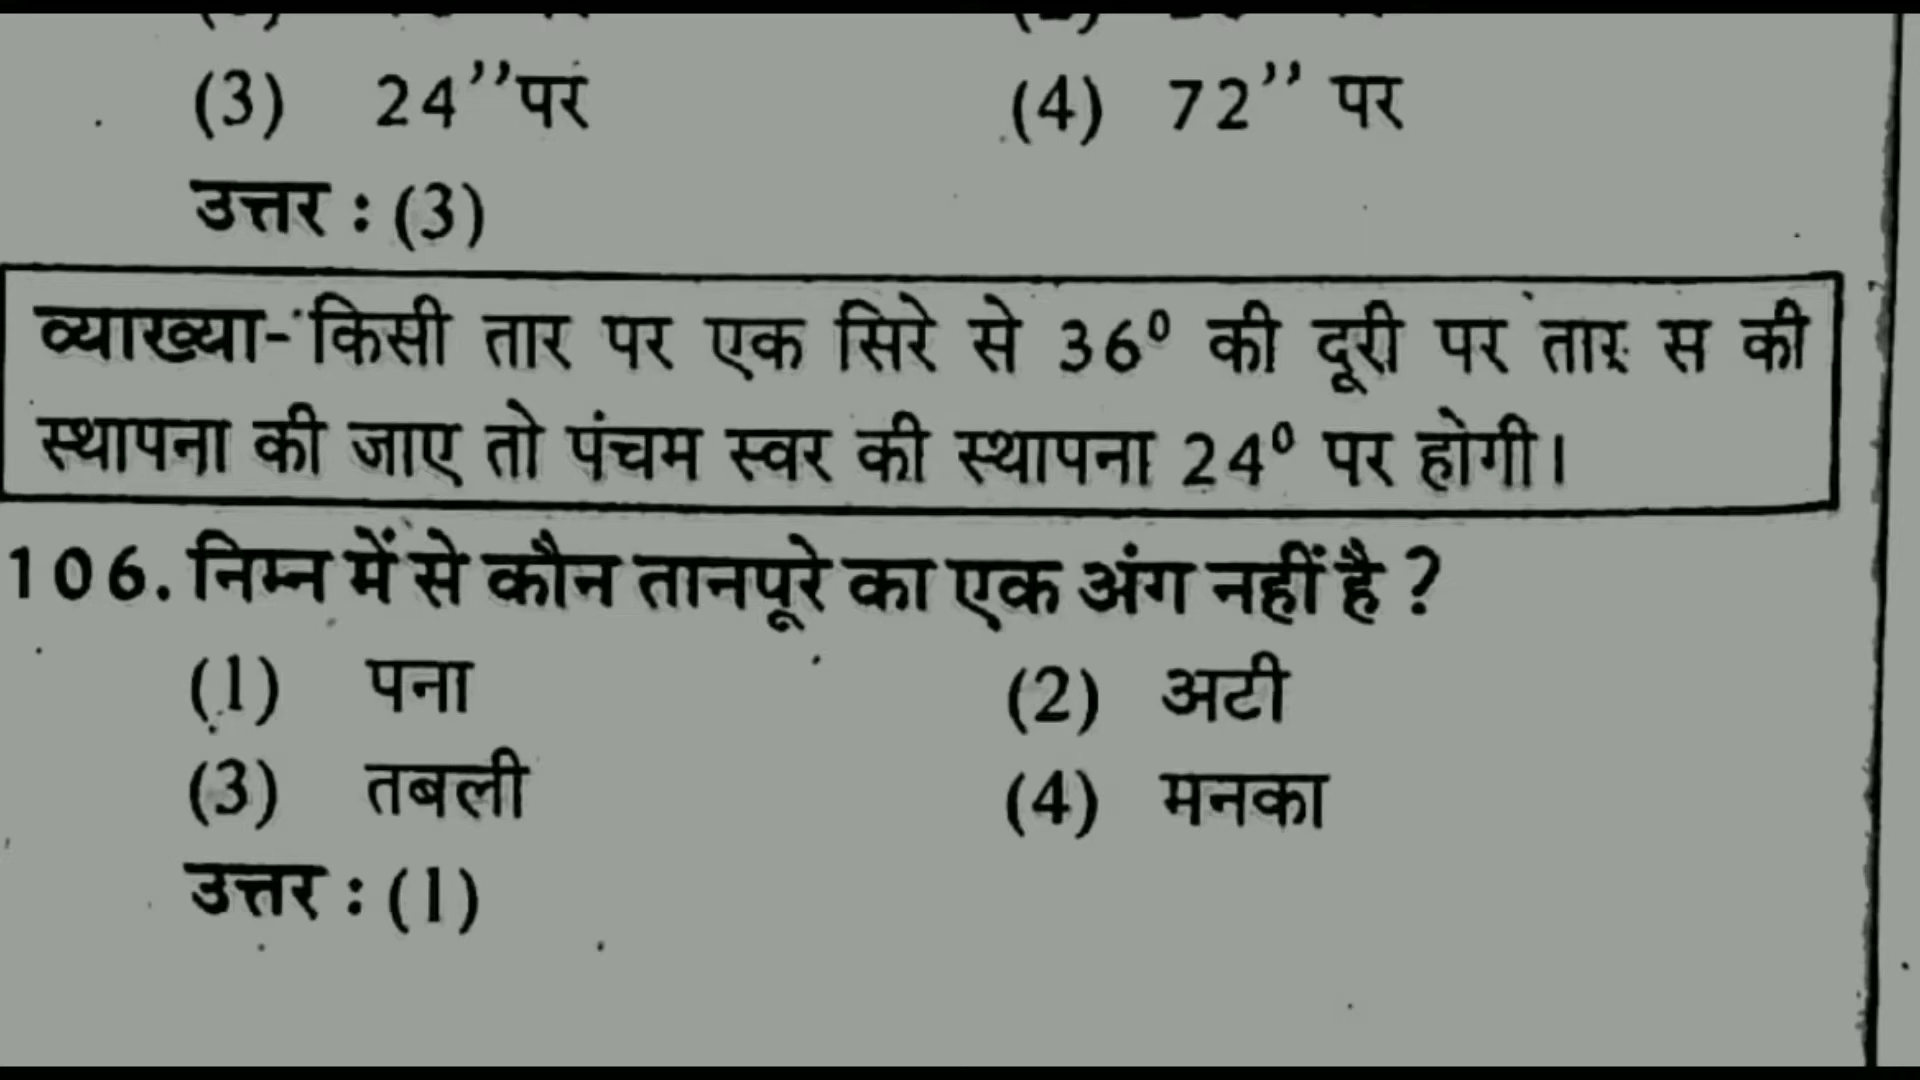 (3) 24’’पर (4) 72’’ पर
उत्तर : (3)
व्याख्या- किसी तार पर एक सिरे से 36⁰ की दूरी पर तार स की
स्थापना की जाए तो पंचम स्वर की स्थापना 24⁰ पर होगी।
106. निम्न में से कौन तानपूरे का एक अंग नहीं है ?
(1) पना (2) अटी
(3) तबली (4) मनका
उत्तर : (1)